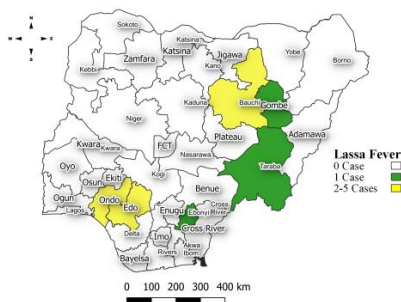 Sokoto
Katsina
Katsina
Jigawa
Zamfara
Kebbi
Kano
Yobe
Borno
Kaduna
Bauchi
Gombe
Niger
Plateau
Adamawa
FCT
Nasarawa
Kwara
Kwara
Taraba
Oyo
Ekiti
Kogi
Osun
Benue
Ogun
Ondo
Edo
Enugu
Cross
Ebonyi River
Lagos
Cross River
Delta
Imo
Akwa
Ibom
Rivers
Bayelsa
Lassa Fever
0 Case
1 Case
2-5 Cases
0 100 200 300 400 km